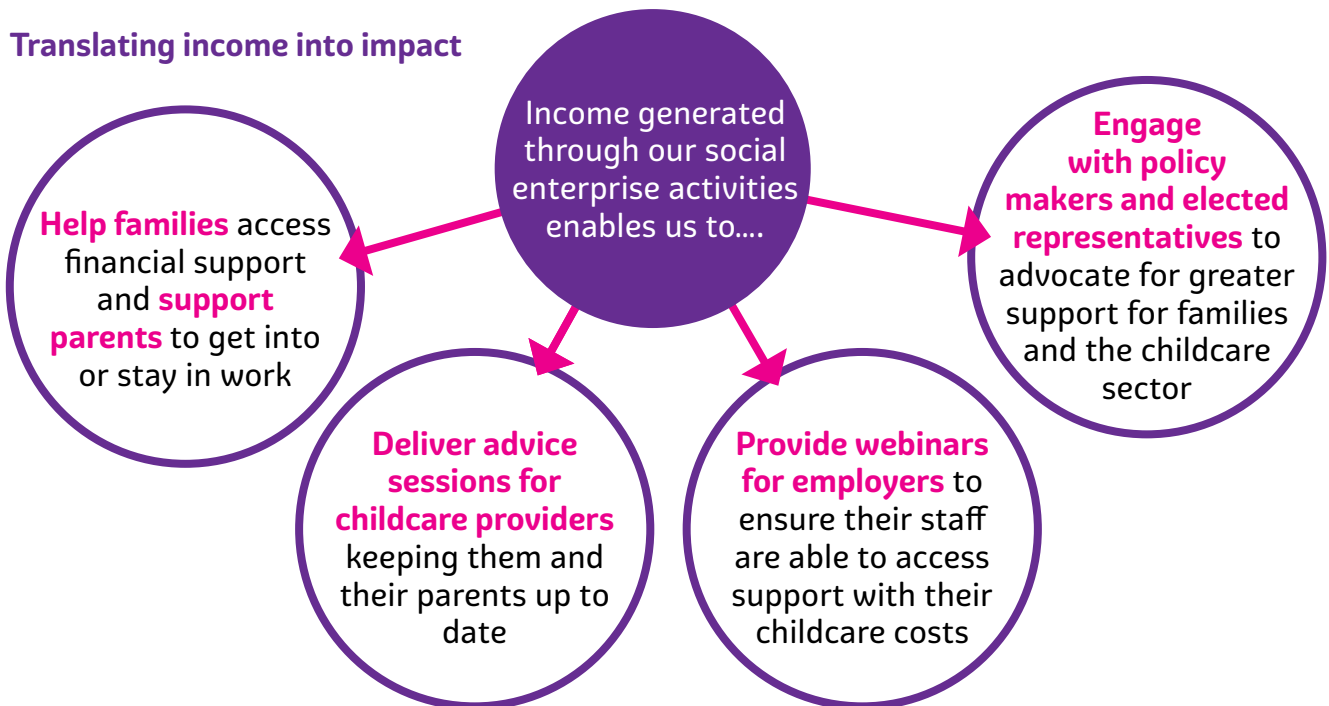 Translating income into impact
Income generated
through our social
enterprise activities
enables us to....
Help families access
financial support
and support
parents to get into
or stay in work
Deliver advice
sessions for
childcare providers
keeping them and
their parents up to
date
Provide webinars
for employers to
ensure their staff
are able to access
support with their
childcare costs
Engage
with policy
makers and elected
representatives to
advocate for greater
support for families
and the childcare
sector